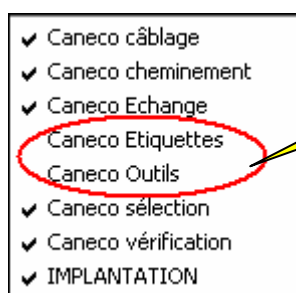 Caneco câblage
Caneco cheminement
Caneco Echange
Caneco Etiquettes
Caneco Outils
Caneco sélection
Caneco vérification
IMPLANTATION